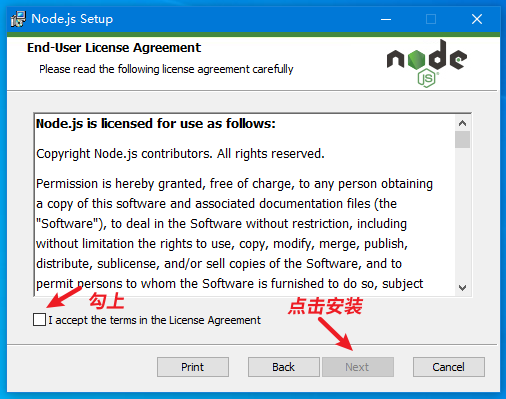 Node.js Setup
End-User License Agreement
Please read the following license agreement carefully
node
JS
Node.js is licensed for use as follows:
Copyright Node.js contributors. All rights reserved.
Permission is hereby granted, free of charge, to any person obtaining
a copy of this software and associated documentation files (the
"Software"), to deal in the Software without restriction, including
without limitation the rights to use, copy, modify, merge, publish,
distribute, sublicense, and/or sell copies of the Software, and to
permit persons to whom the Software is furnished to do so, subject
勾上
点击安装
I accept the terms in the License Agreement
Print
Back
Next
Cancel